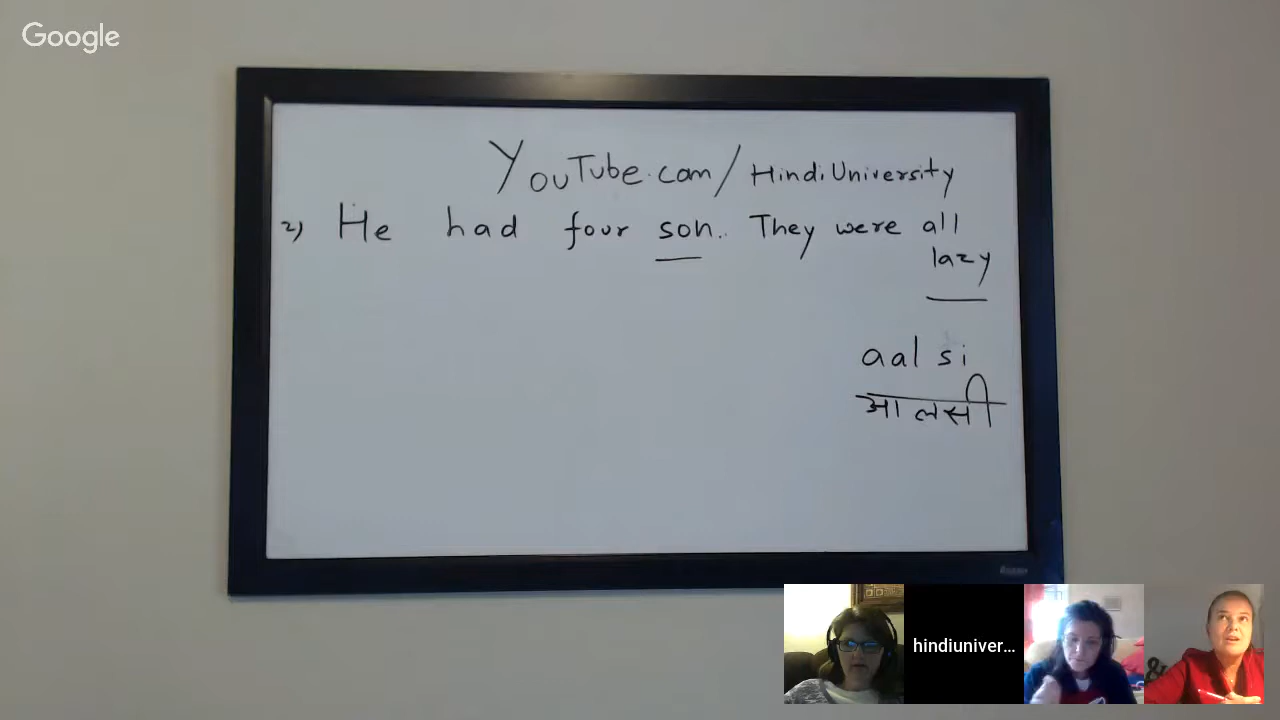 Google
YouTube.com/HindiUniversity
2) He had four son. They were all
lazy
aalsi
आलसी
hindiuniver...